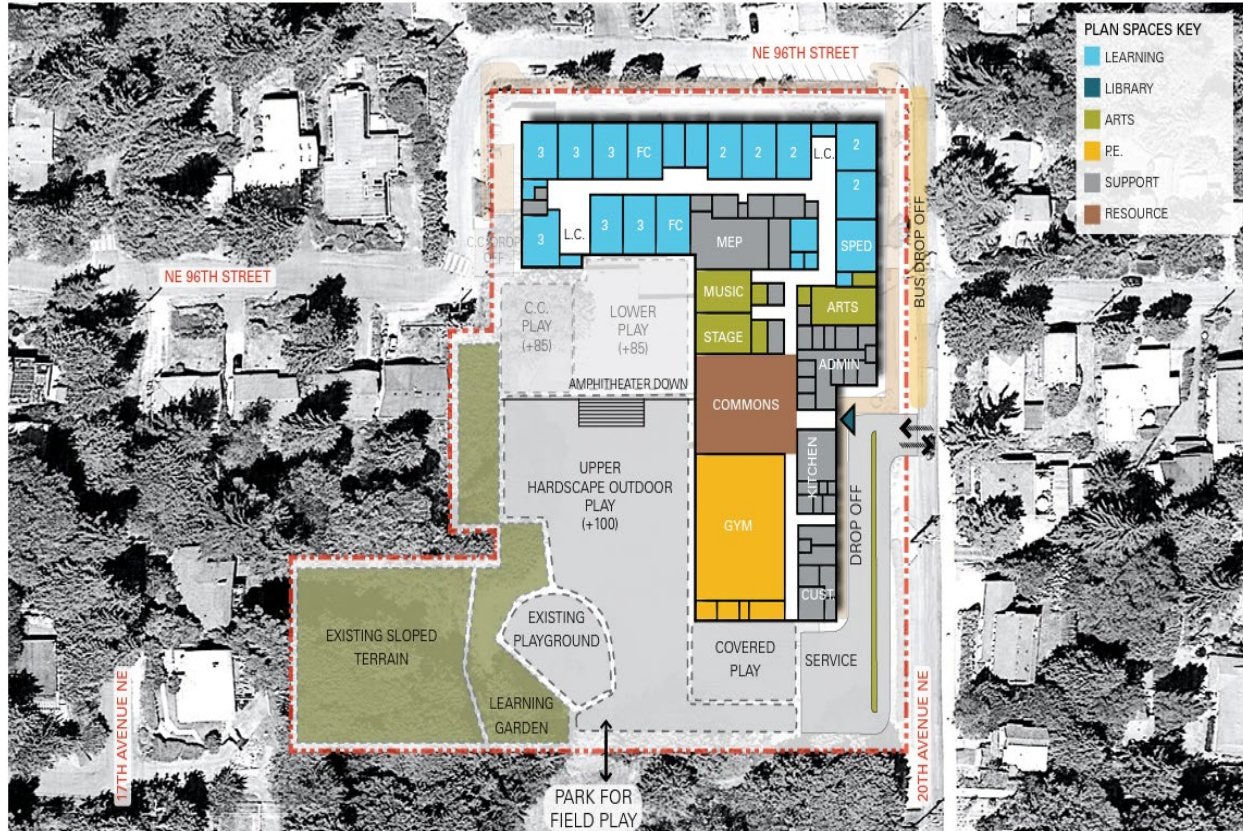 NE 96TH STREET
PLAN SPACES KEY
LEARNING
LIBRARY
ARTS
P.E.
SUPPORT
RESOURCE
3
3
3
FC
2
2
2
L.C.
2
2
3
L.C.
3
3
FC
MEP
SPED
C.C. DROP
OFF
BUS DROP OFF
NE 96TH STREET
MUSIC
ARTS
C.C.
PLAY
(+85)
LOWER
PLAY
(+85)
STAGE
ADMIN
AMPHITHEATER DOWN
COMMONS
UPPER
HARDSCAPE OUTDOOR
PLAY
(+100)
KITCHEN
GYM
DROP OFF
CUST.
EXISTING SLOPED
TERRAIN
EXISTING
PLAYGROUND
COVERED
PLAY
SERVICE
LEARNING
GARDEN
17TH AVENUE NE
20TH AVENUE NE
PARK FOR
FIELD PLAY